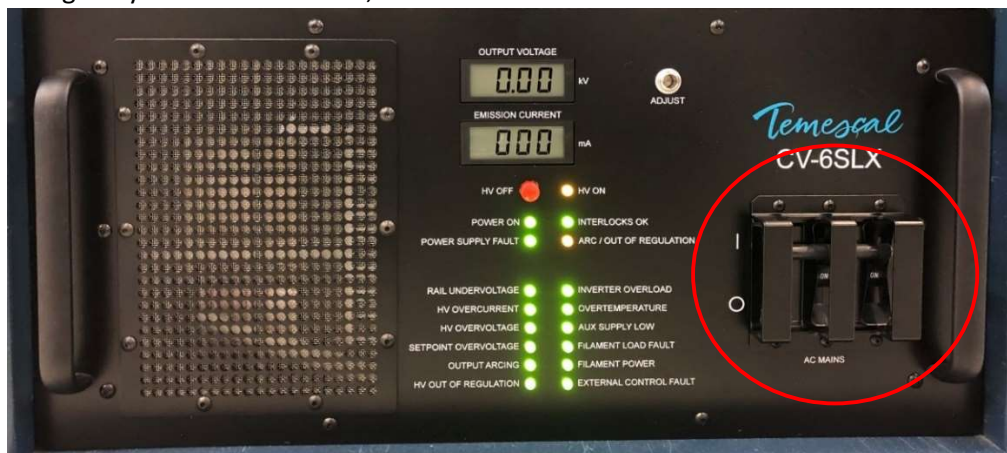 OUTPUT VOLTAGE
0.00 kV
ADJUST
EMISSION CURRENT
000 mA
Temescal
CV-6SLX
HV OFF HV ON
POWER ON INTERLOCKS OK
POWER SUPPLY FAULT ARC / OUT OF REGULATION
RAIL UNDERVOLTAGE INVERTER OVERLOAD
HV OVERCURRENT OVERTEMPERATURE
HV OVERVOLTAGE AUX SUPPLY LOW
SETPOINT OVERVOLTAGE FILAMENT LOAD FAULT
OUTPUT ARCING FILAMENT POWER
HV OUT OF REGULATION EXTERNAL CONTROL FAULT
I
ON ON
O
AC MAINS